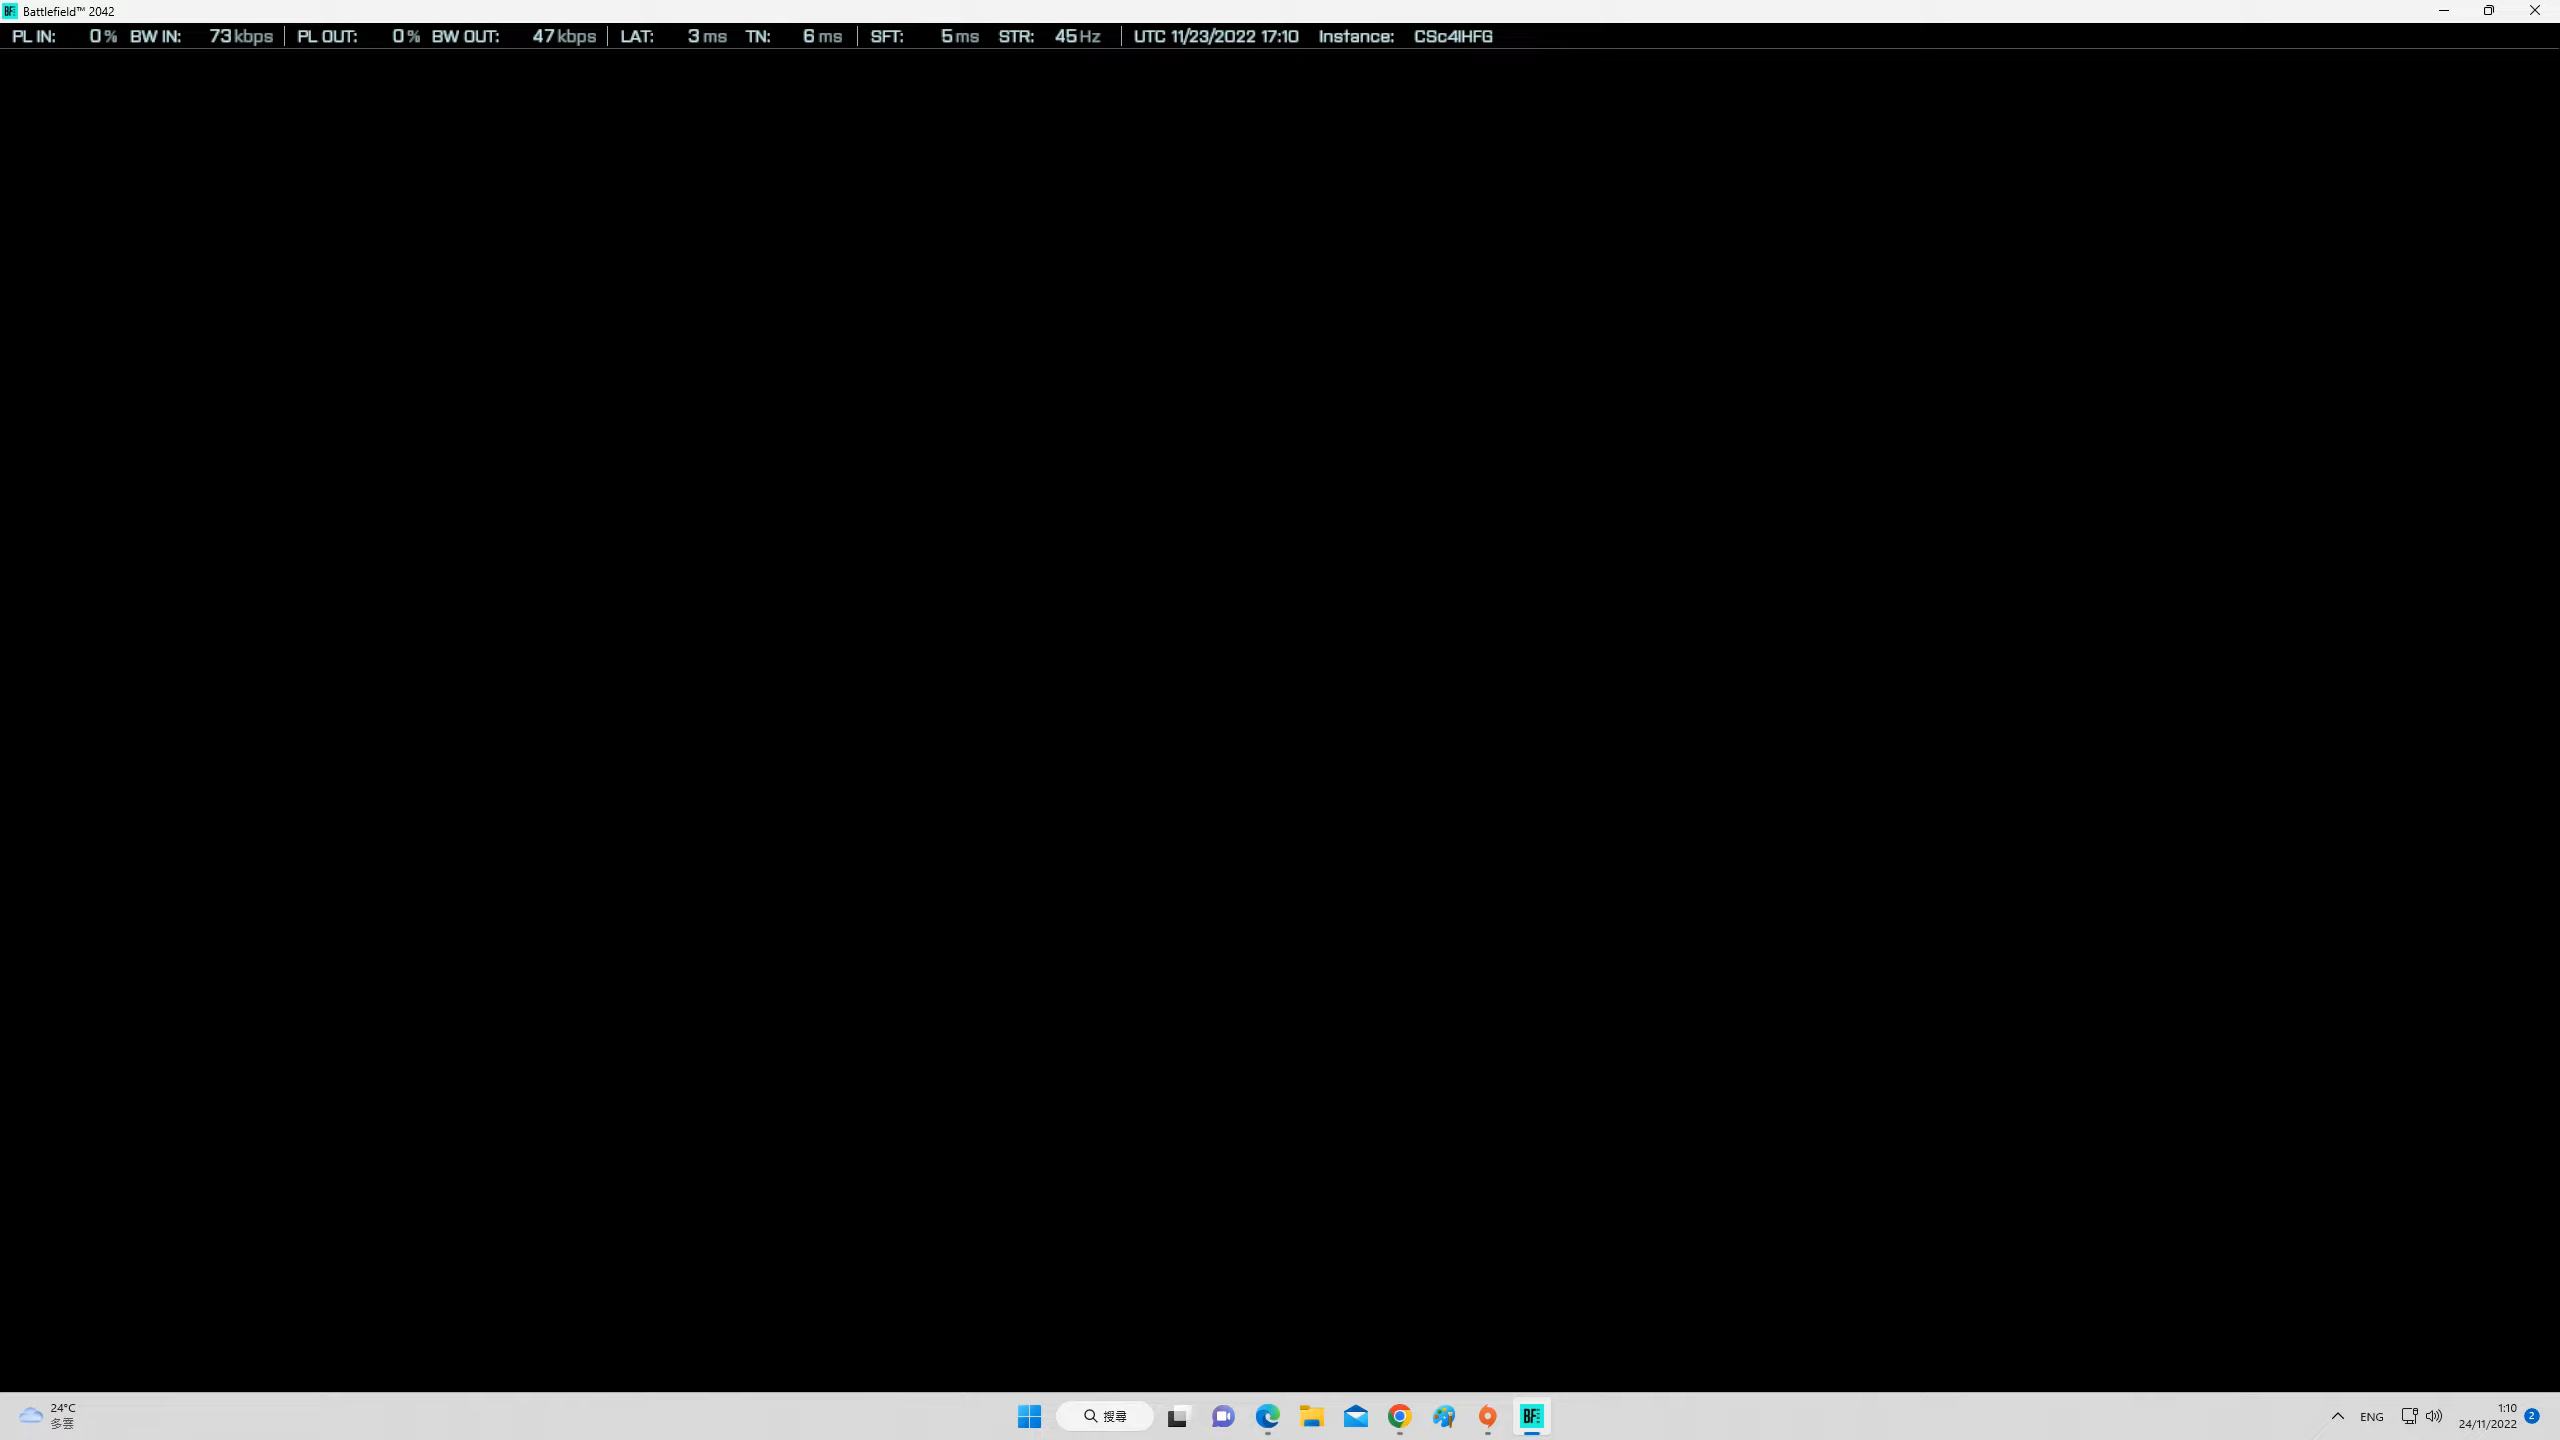 Battlefield™ 2042
PL IN: 0 % BW IN: 73 kbps PL OUT: 0 % BW OUT: 47 kbps LAT: 3 ms TN: 6 ms SFT: 5 ms STR: 45 Hz UTC 11/23/2022 17:10 Instance: CSc4IHFG
24°C
多雲
搜尋
BF
ENG
1:10
24/11/2022
2